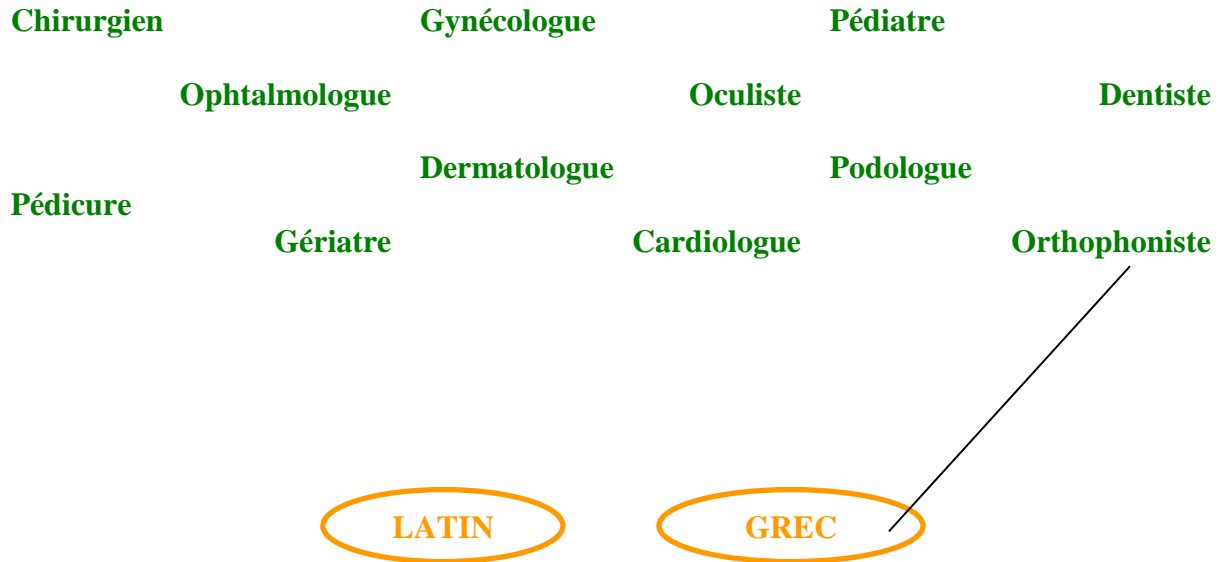 Chirurgien Gynécologue Pédiatre
Ophtalmologue Oculiste Dentiste
Dermatologue Podologue
Pédicure
Gériatre Cardiologue Orthophoniste
LATIN GREC